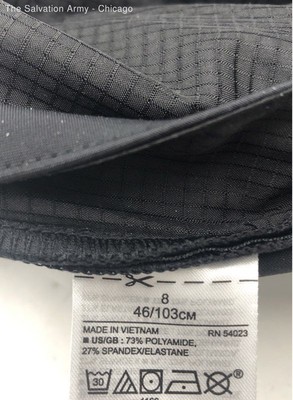 The Salvation Army - Chicago
8
46/103CM
MADE IN VIETNAM RN 54023
US/GB : 73% POLYAMIDE,
27% SPANDEX/ELASTANE
30